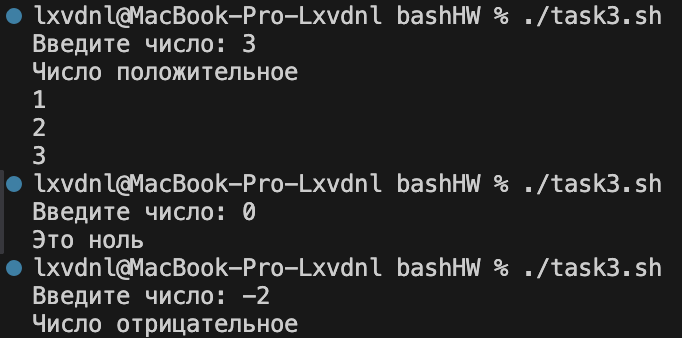 lxvdnl@MacBook-Pro-Lxvdnl bashHW % ./task3.sh
Введите число: 3
Число положительное
1
2
3
lxvdnl@MacBook-Pro-Lxvdnl bashHW % ./task3.sh
Введите число: 0
Это ноль
lxvdnl@MacBook-Pro-Lxvdnl bashHW % ./task3.sh
Введите число: -2
Число отрицательное